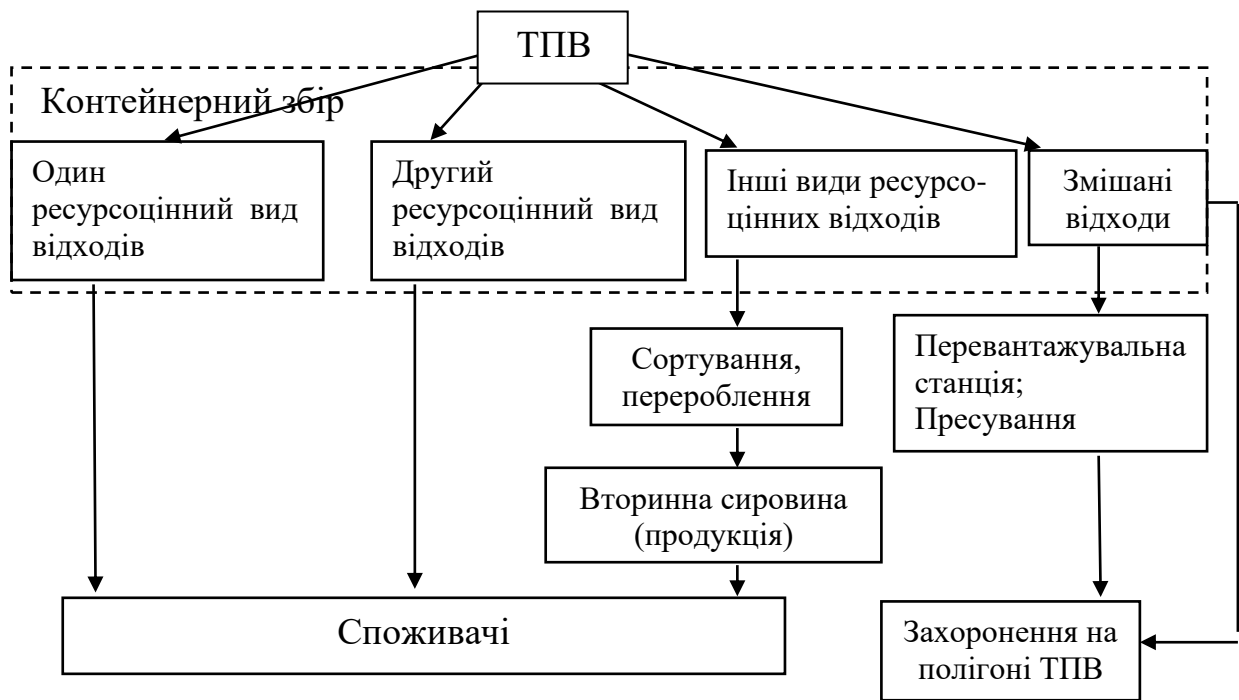 ТПВ
Контейнерний збір
Один
ресурсоцінний вид
відходів
Другий
ресурсоцінний вид
відходів
Інші види ресурсо-
цінних відходів
Змішані
відходи
Сортування,
перероблення
Перевантажувальна
станція;
Пресування
Вторинна сировина
(продукція)
Споживачі
Захоронення на
полігоні ТПВ